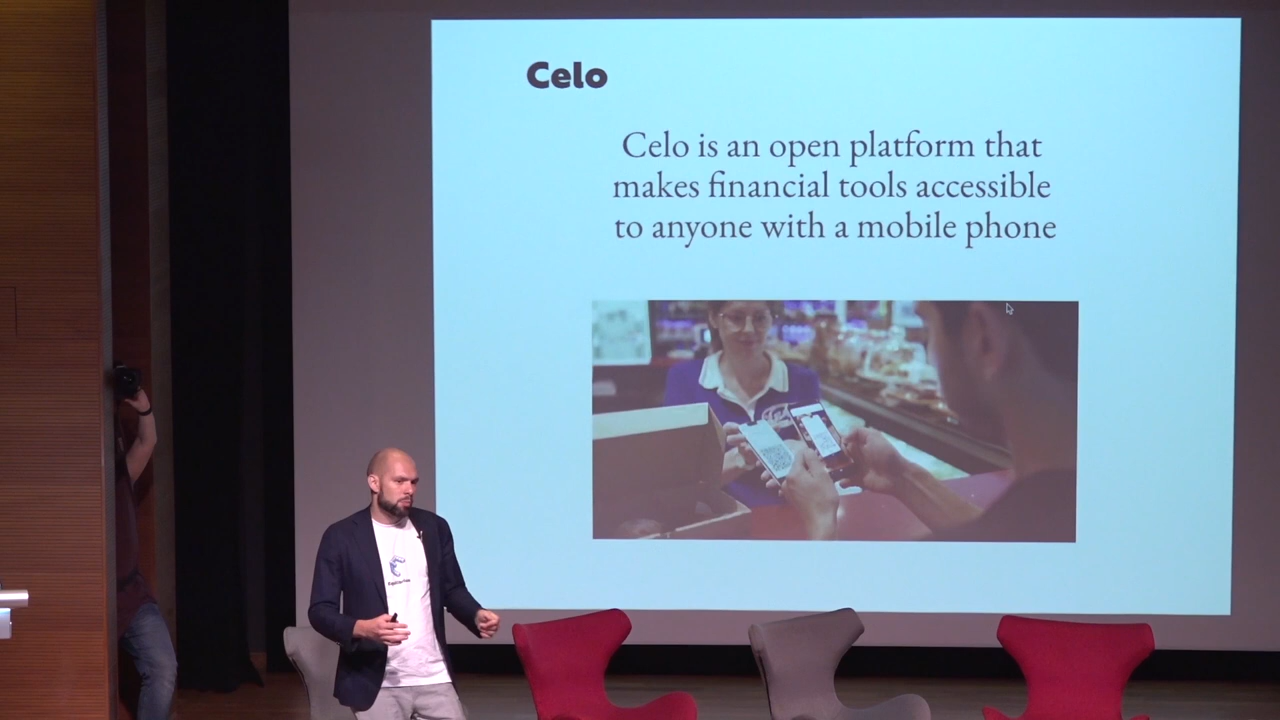 Celo
Celo is an open platform that
makes financial tools accessible
to anyone with a mobile phone